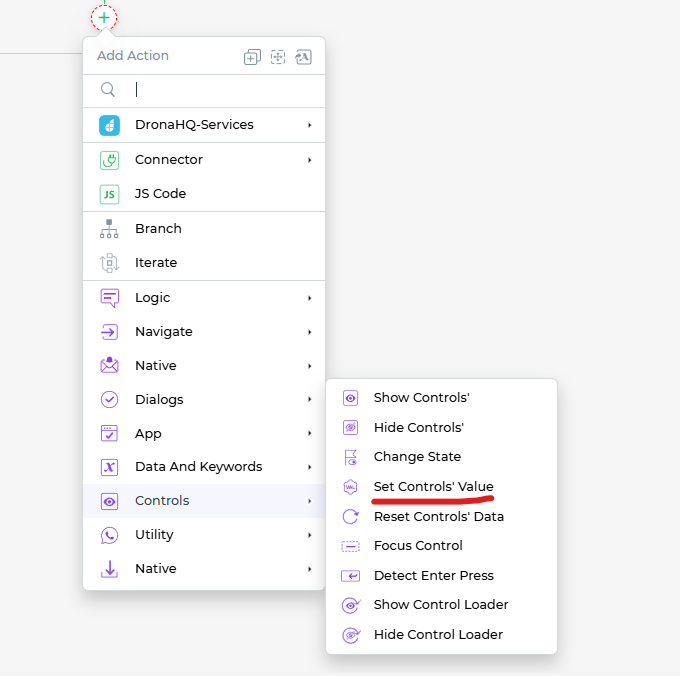 Add Action
DronaHQ-Services
Connector
JS
JS Code
Branch
Iterate
Logic
Navigate
Native
Dialogs
App
Data And Keywords
Controls
Utility
Native
Show Controls'
Hide Controls'
Change State
VAL
Set Controls' Value
Reset Controls' Data
Focus Control
Detect Enter Press
Show Control Loader
Hide Control Loader